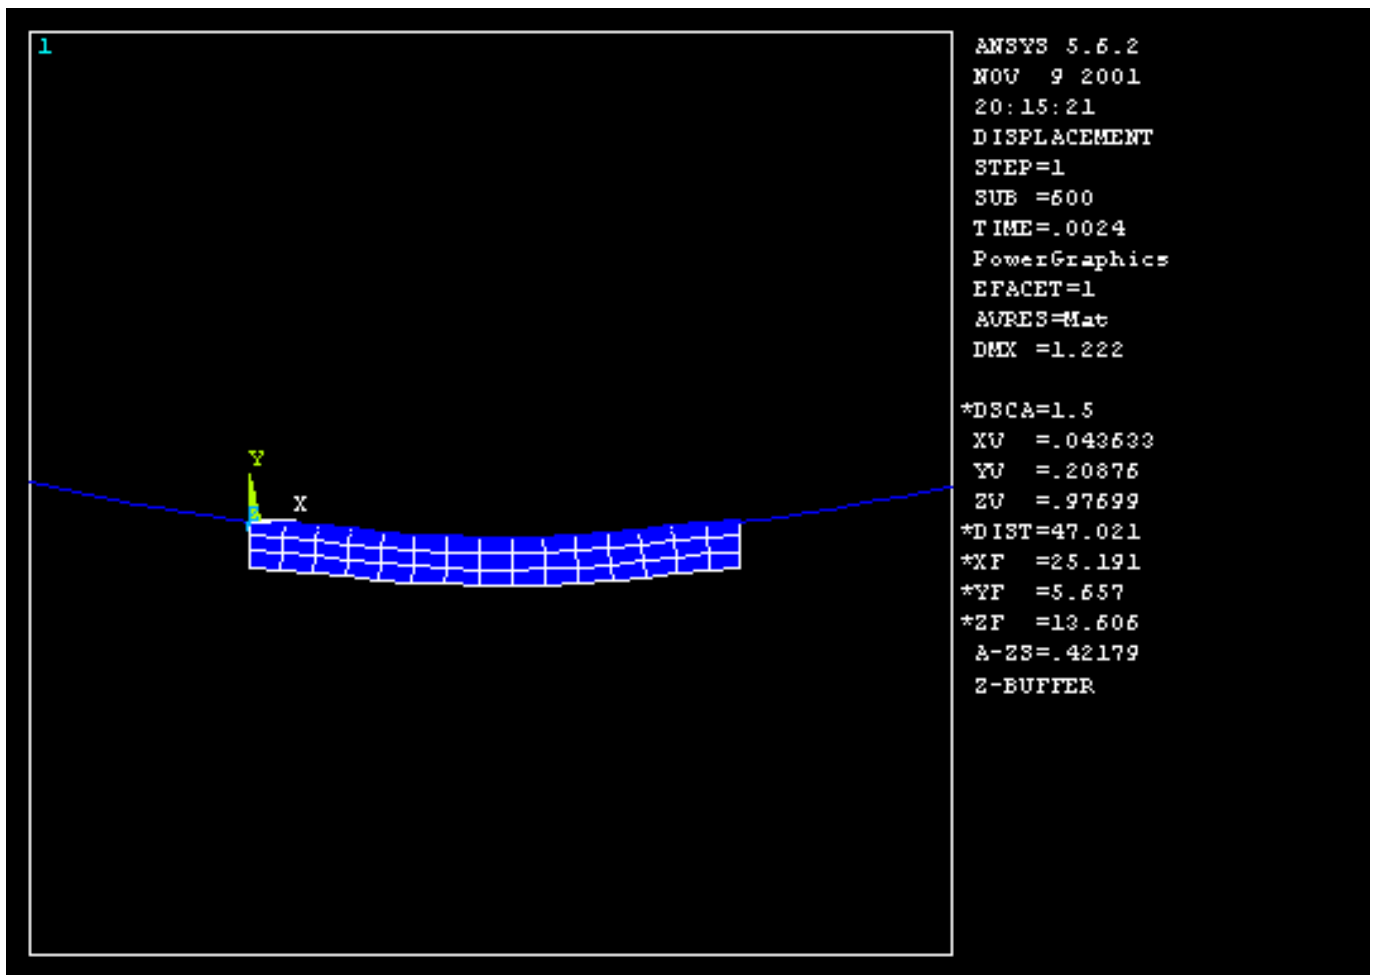 1
ANSYS 5.6.2
NOV  9 2001
20:15:21
DISPLACEMENT
STEP=1
SUB =600
TIME=.0024
PowerGraphics
EFACET=1
AVRES=Mat
DMX =1.222
*DSCA=1.5
XV  =.043633
YV  =.20876
ZV  =.97699
*DIST=47.021
*XF  =25.191
*YF  =5.657
*ZF  =13.606
A-ZS=.42179
Z-BUFFER
Y
X